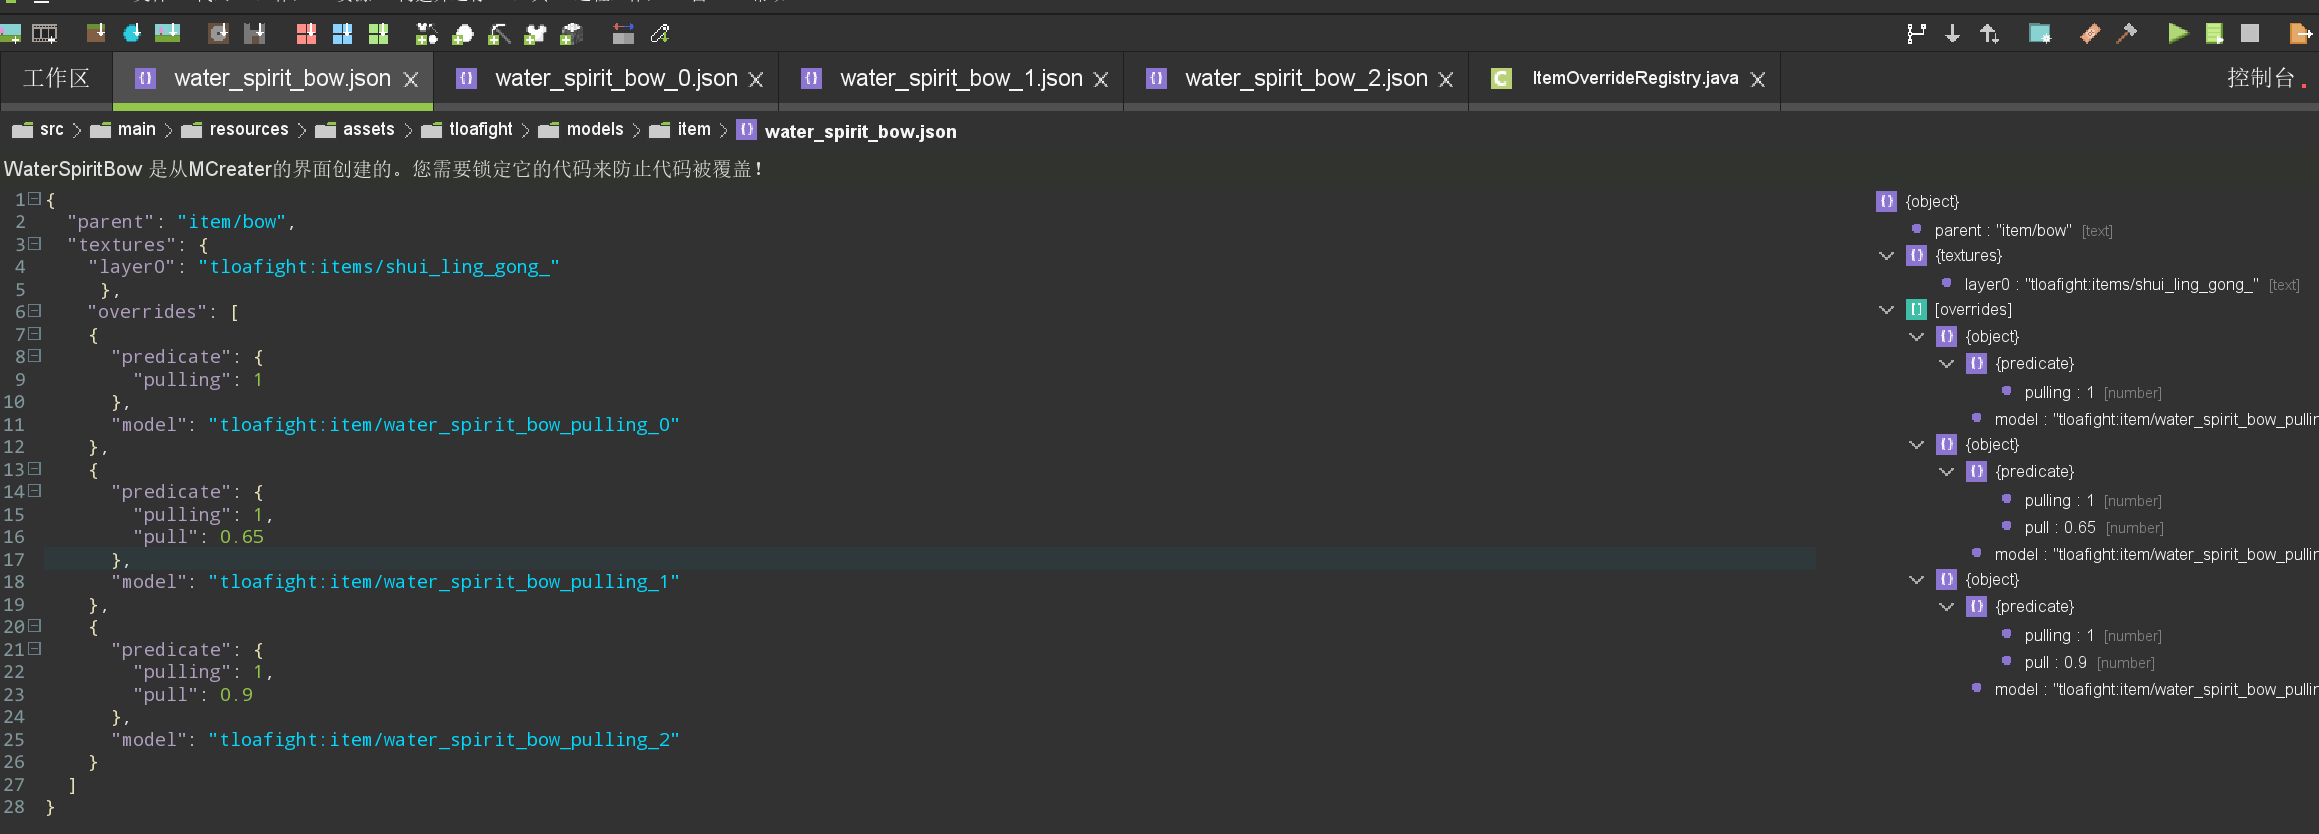 工作区
water_spirit_bow.json
water_spirit_bow_0.json
water_spirit_bow_1.json
water_spirit_bow_2.json
ItemOverrideRegistry.java
控制台
src > main > resources > assets > tloafight > models > item > water_spirit_bow.json
WaterSpiritBow 是从MCreater的界面创建的。您需要锁定它的代码来防止代码被覆盖!
1 {
2 "parent": "item/bow",
3 "textures": {
4 "layer0": "tloafight:items/shui_ling_gong_"
5 },
6 "overrides": [
7 {
8 "predicate": {
9 "pulling": 1
10 },
11 "model": "tloafight:item/water_spirit_bow_pulling_0"
12 },
13 {
14 "predicate": {
15 "pulling": 1,
16 "pull": 0.65
17 },
18 "model": "tloafight:item/water_spirit_bow_pulling_1"
19 },
20 {
21 "predicate": {
22 "pulling": 1,
23 "pull": 0.9
24 },
25 "model": "tloafight:item/water_spirit_bow_pulling_2"
26 }
27 ]
28 }
{object}
parent : "item/bow" [text]
{textures}
layer0 : "tloafight:items/shui_ling_gong_" [text]
[overrides]
{object}
{predicate}
pulling : 1 [number]
model : "tloafight:item/water_spirit_bow_pullin
{object}
{predicate}
pulling : 1 [number]
pull : 0.65 [number]
model : "tloafight:item/water_spirit_bow_pullin
{object}
{predicate}
pulling : 1 [number]
pull : 0.9 [number]
model : "tloafight:item/water_spirit_bow_pullin